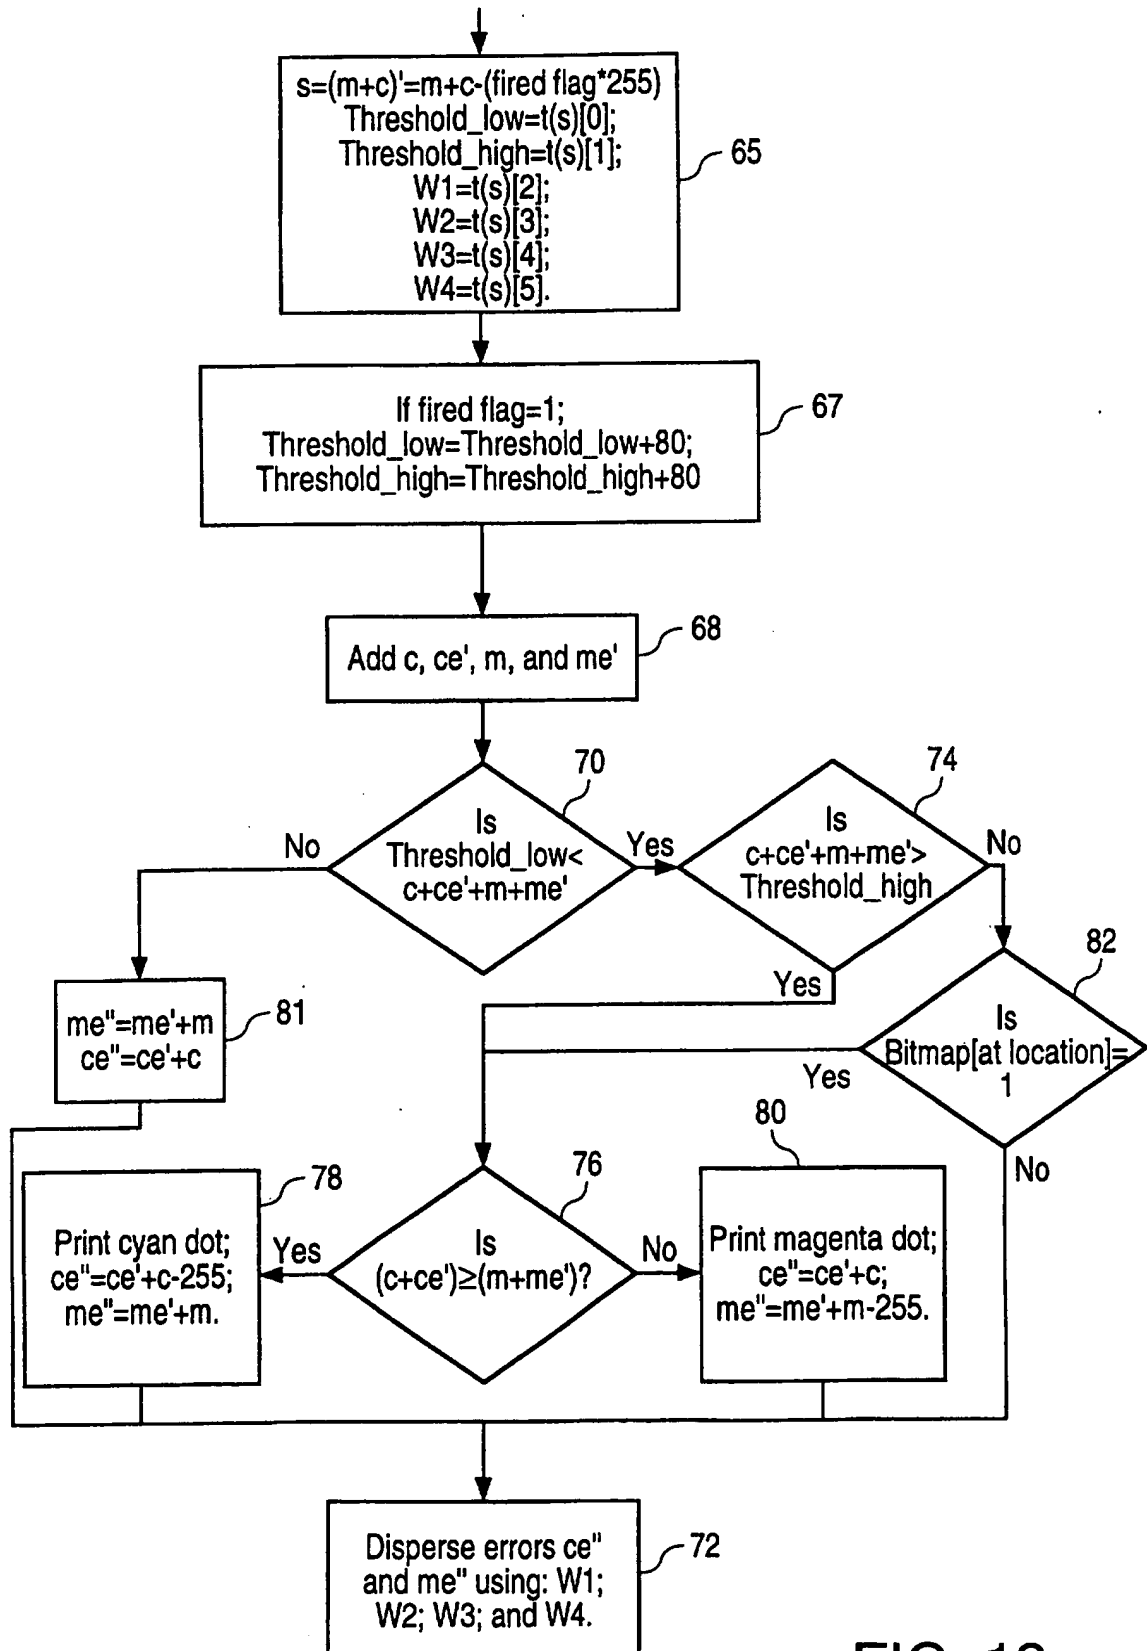 s=(m+c)'=m+c-(fired flag*255)
Threshold_low=t(s)[0];
Threshold_high=t(s)[1];
W1=t(s)[2];
W2=t(s)[3];
W3=t(s)[4];
W4=t(s)[5].
65
If fired flag=1;
Threshold_low=Threshold_low+80;
Threshold_high=Threshold_high+80
67
Add c, ce', m, and me'
68
70
Is
Threshold_low<
c+ce'+m+me'
No
Yes
74
Is
c+ce'+m+me'>
Threshold_high
No
Yes
82
Is
Bitmap[at location]=
1
Yes
No
me"=me'+m
ce"=ce'+c
81
78
Print cyan dot;
ce"=ce'+c-255;
me"=me'+m.
Yes
76
Is
(c+ce')≥(m+me')?
No
80
Print magenta dot;
ce"=ce'+c;
me"=me'+m-255.
Disperse errors ce"
and me" using: W1;
W2; W3; and W4.
72